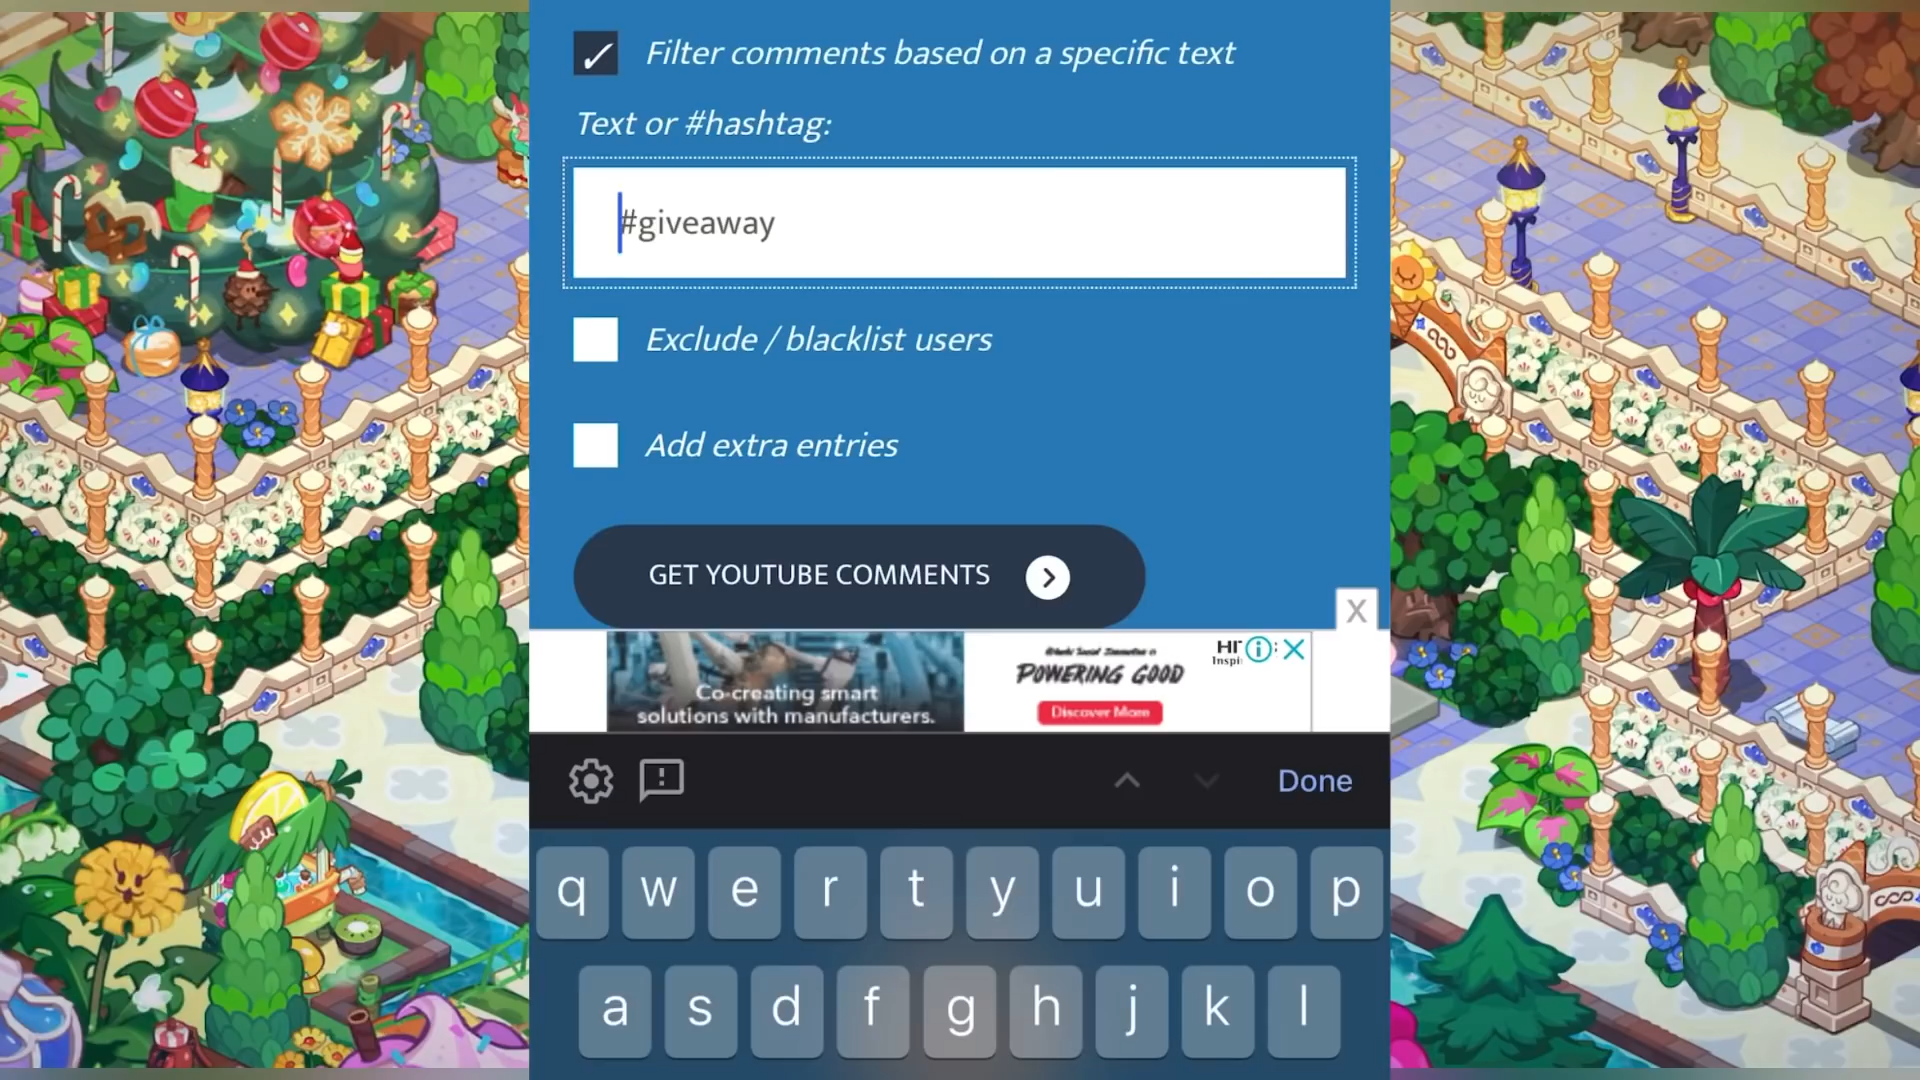 Filter comments based on a specific text
Text or #hashtag:
#giveaway
Exclude / blacklist users
Add extra entries
GET YOUTUBE COMMENTS
X
Co-creating smart
solutions with manufacturers.
POWERING GOOD
Discover More
Inspi
Done
q w e r t y u i o p
a s d f g h j k l